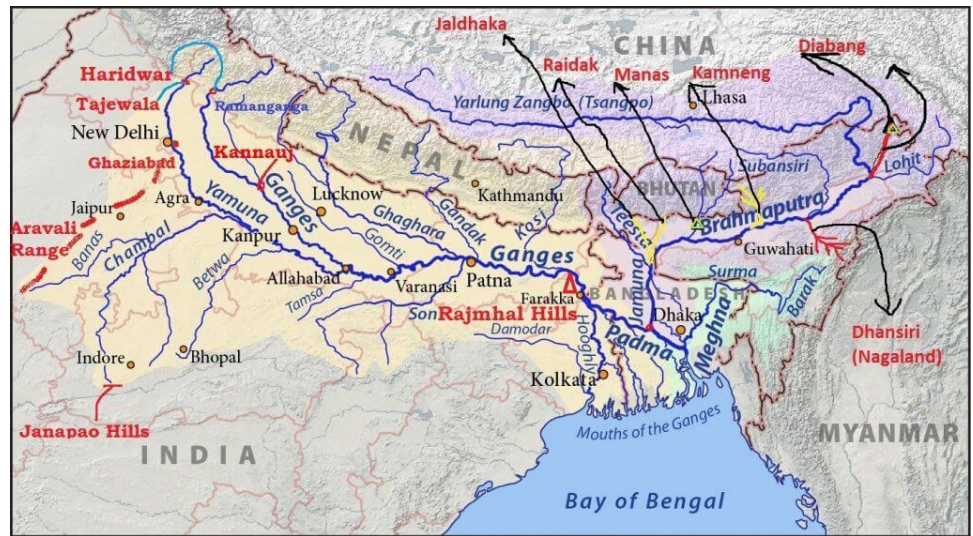 Jaldhaka
CHINA
Diabang
Raidak
Manas
Kamneng
Haridwar
Tajewala
Ramanganga
Yarlung Zangbo (Tsangpo)
Lhasa
New Delhi
NEPAL
Ghaziabad
Kannauj
Subansiri
Lohit
Jaipur
Agra
Yamuna
Ganges
Lucknow
Kathmandu
BHUTAN
Aravali
Range
Banas
Chambal
Kanpur
Ghaghara
Gandak
Kosi
Teesta
Brahmaputra
Guwahati
Betwa
Gomti
Ganges
Allahabad
Varanasi
Patna
Jamuna
Surma
Barak
Tamsa
Son
Rajmhal Hills
Farakka
BANGLADESH
Damodar
Dhaka
Dhansiri
(Nagaland)
Indore
Bhopal
Hooghly
Padma
Meghna
Kolkata
Janapao Hills
INDIA
Mouths of the Ganges
MYANMAR
Bay of Bengal